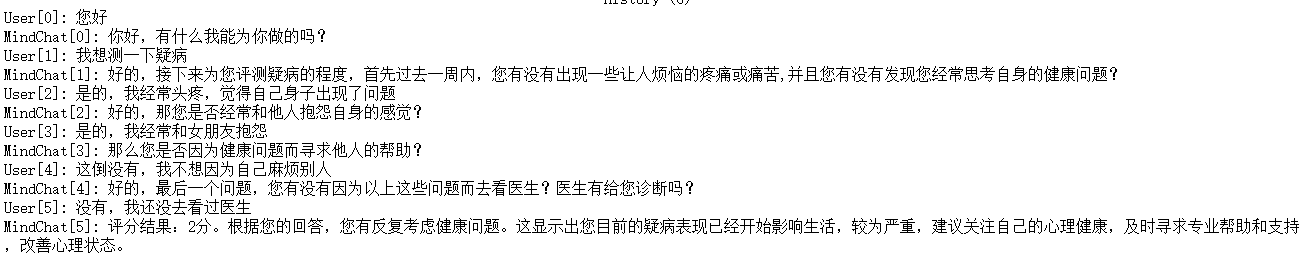 History (6)
User[0]: 您好
MindChat[0]: 你好，有什么我能为你做的吗？
User[1]: 我想测一下疑病
MindChat[1]: 好的，接下来为您评测疑病的程度，首先过去一周内，您有没有出现一些让人烦恼的疼痛或痛苦,并且您有没有发现您经常思考自身的健康问题？
User[2]: 是的，我经常头疼，觉得自己身子出现了问题
MindChat[2]: 好的，那您是否经常和他人抱怨自身的感觉？
User[3]: 是的，我经常和女朋友抱怨
MindChat[3]: 那么您是否因为健康问题而寻求他人的帮助？
User[4]: 这倒没有，我不想因为自己麻烦别人
MindChat[4]: 好的，最后一个问题，您有没有因为以上这些问题而去看医生？医生有给您诊断吗？
User[5]: 没有，我还没去看过医生
MindChat[5]: 评分结果：2分。根据您的回答，您有反复考虑健康问题。这显示出您目前的疑病表现已经开始影响生活，较为严重，建议关注自己的心理健康，及时寻求专业帮助和支持
，改善心理状态。